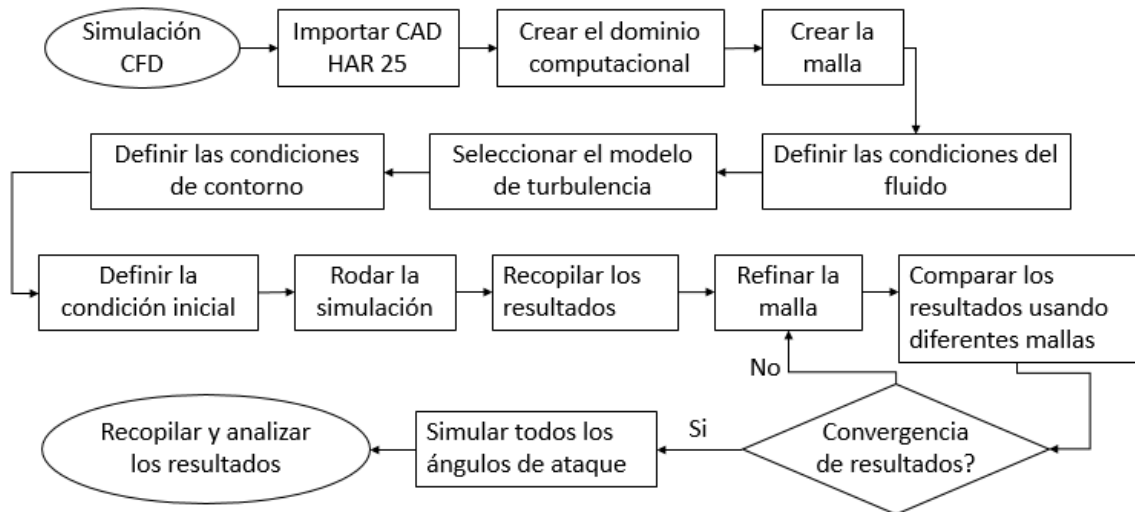 Simulación
CFD
Importar CAD
HAR 25
Crear el dominio
computacional
Crear la
malla
Definir las condiciones del
fluido
Seleccionar el modelo
de turbulencia
Definir las condiciones
de contorno
Definir la
condición inicial
Rodar la
simulación
Recopilar los
resultados
Refinar la
malla
Comparar los
resultados usando
diferentes mallas
No
Convergencia
de resultados?
Si
Simular todos los
ángulos de ataque
Recopilar y analizar
los resultados